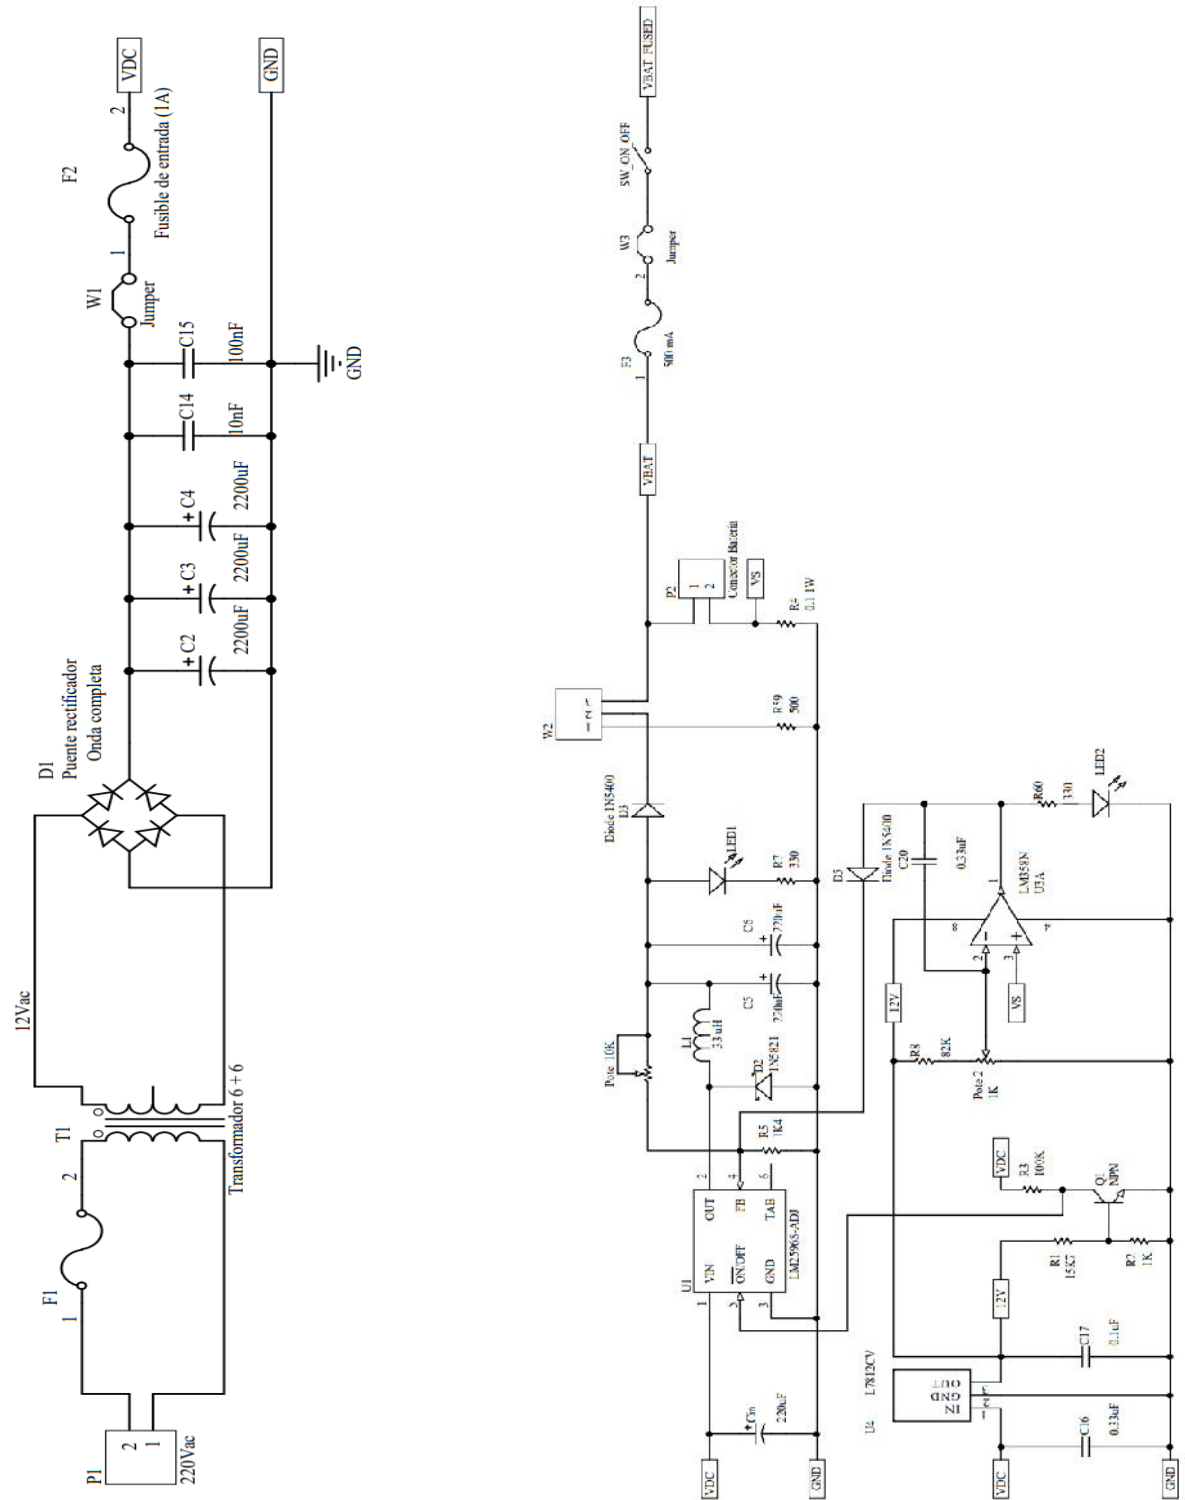 P1
220Vac
2
1
F1
1
2
T1
Transformador 6 + 6
12Vac
D1
Puente rectificador
Onda completa
+ C2
2200uF
+ C3
2200uF
+ C4
2200uF
C14
10nF
C15
100nF
GND
W1
Jumper
1
F2
2
Fusible de entrada (1A)
VDC
GND
VDC
GND
+
Cin
220uF
U1
1
VIN
5
ON/OFF
3
GND
OUT
2
FB
4
TAB
6
LM2596S-ADJ
R5
1K4
D2
1N5821
Pote 10K
L1
33 uH
C5
+
220uF
C6
+
220uF
LED1
R7
330
Diode 1N5400
D3
W2
R59
500
P2
1
2
Conector Bateria
VS
R4
0.1 1W
VBAT
1
F3
500 mA
2
W3
Jumper
SW_ON_OFF
VBAT_FUSED
VDC
GND
C16
0.33uF
U4
L7812CV
IN
GND
OUT
C17
0.1uF
12V
R1
15K7
R2
1K
Q1
NPN
VDC
R3
100K
Pote 2
1K
R8
82K
12V
VS
2
3
8
1
LM358N
U3A
C20
0.33uF
Diode 1N5400
R60
330
LED2